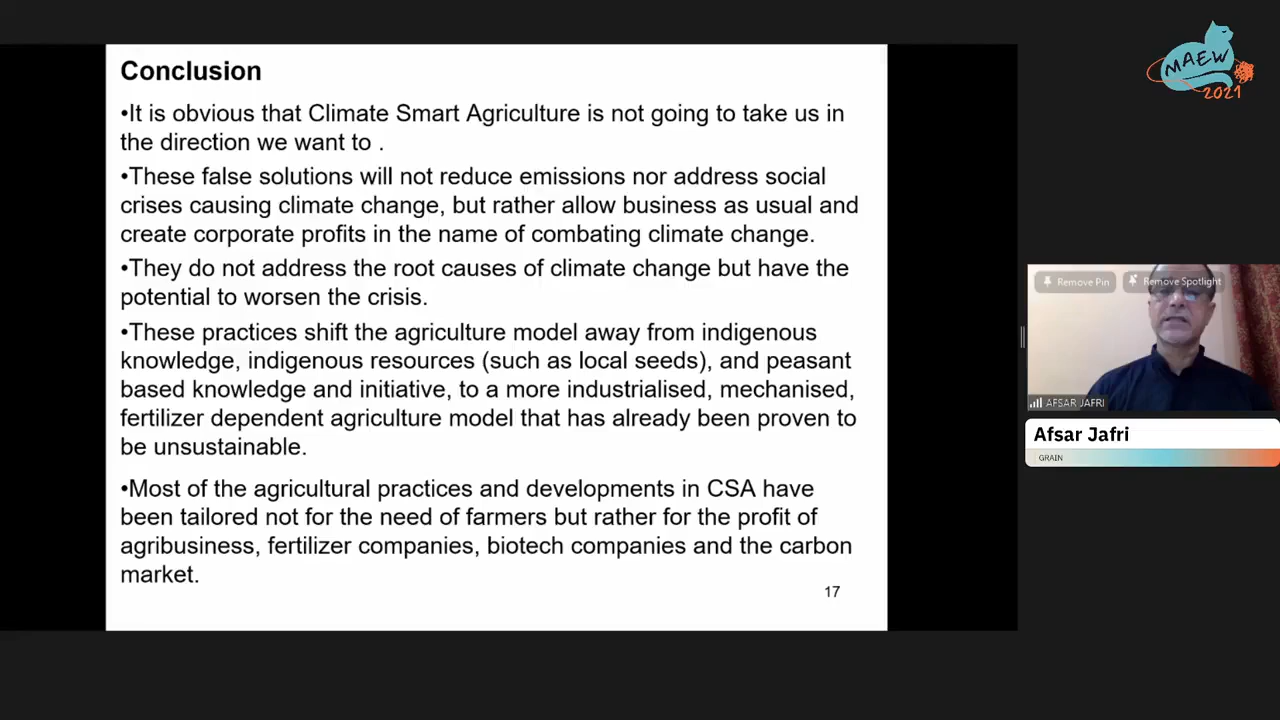 Conclusion
•It is obvious that Climate Smart Agriculture is not going to take us in
the direction we want to .
•These false solutions will not reduce emissions nor address social
crises causing climate change, but rather allow business as usual and
create corporate profits in the name of combating climate change.
•They do not address the root causes of climate change but have the
potential to worsen the crisis.
•These practices shift the agriculture model away from indigenous
knowledge, indigenous resources (such as local seeds), and peasant
based knowledge and initiative, to a more industrialised, mechanised,
fertilizer dependent agriculture model that has already been proven to
be unsustainable.
•Most of the agricultural practices and developments in CSA have
been tailored not for the need of farmers but rather for the profit of
agribusiness, fertilizer companies, biotech companies and the carbon
market.
17
MAEW
2021
Remove Pin
Remove Spotlight
AFSAR JAFRI
Afsar Jafri
GRAIN